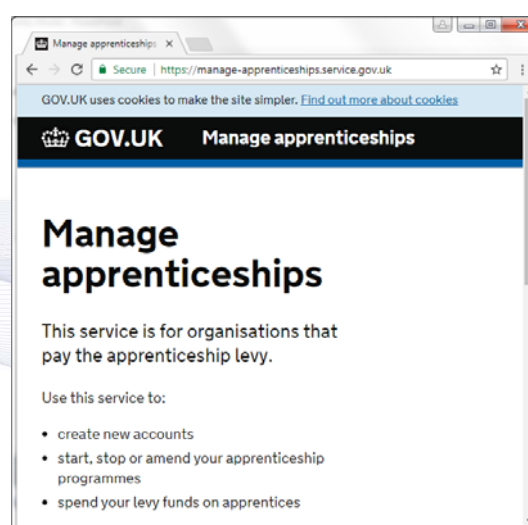 Manage apprenticeships
Secure | https://manage-apprenticeships.service.gov.uk
GOV.UK uses cookies to make the site simpler. Find out more about cookies
GOV.UK Manage apprenticeships
Manage
apprenticeships
This service is for organisations that
pay the apprenticeship levy.
Use this service to:
• create new accounts
• start, stop or amend your apprenticeship
programmes
• spend your levy funds on apprentices